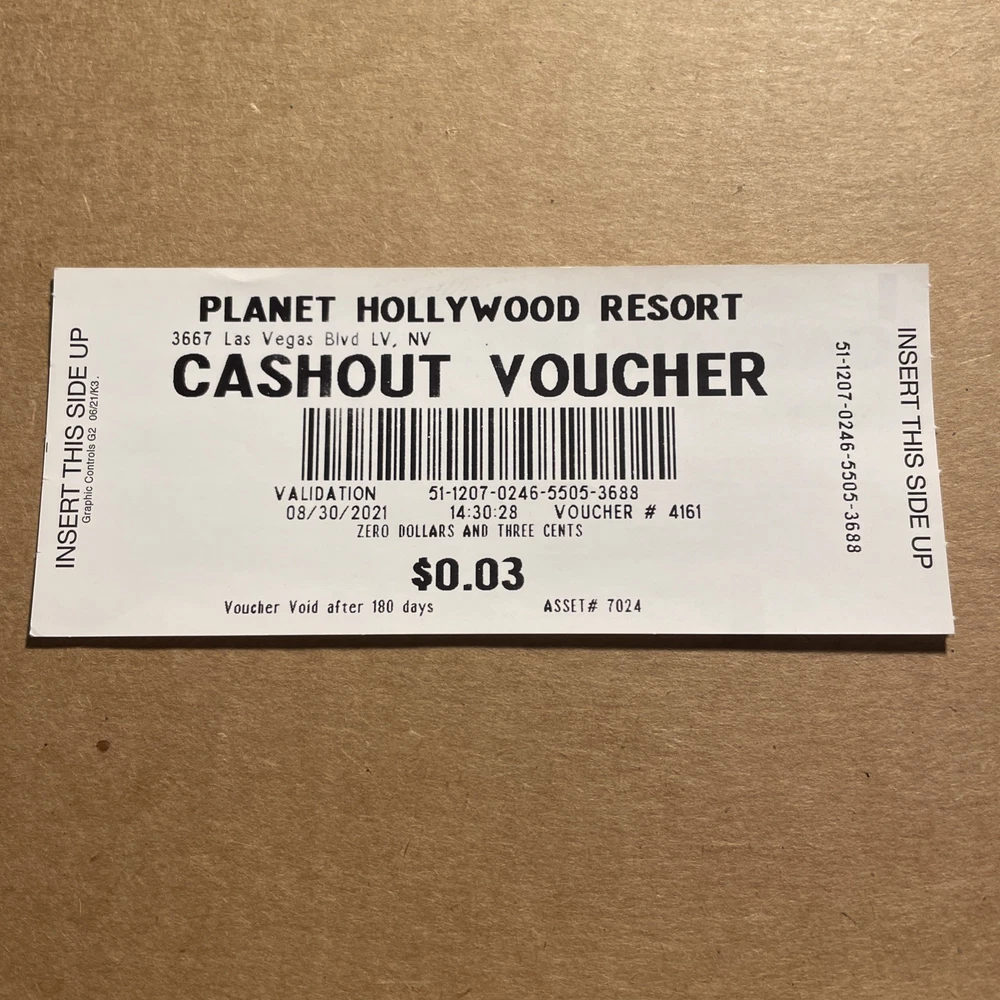 PLANET HOLLYWOOD RESORT
3667 Las Vegas Blvd LV, NV
CASHOUT VOUCHER
VALIDATION 51-1207-0246-5505-3688
08/30/2021 14:30:28 VOUCHER # 4161
ZERO DOLLARS AND THREE CENTS
$0.03
Voucher Void after 180 days ASSET# 7024
INSERT THIS SIDE UP
Graphic Controls G2 06/21/K3.
51-1207-0246-5505-3688
INSERT THIS SIDE UP